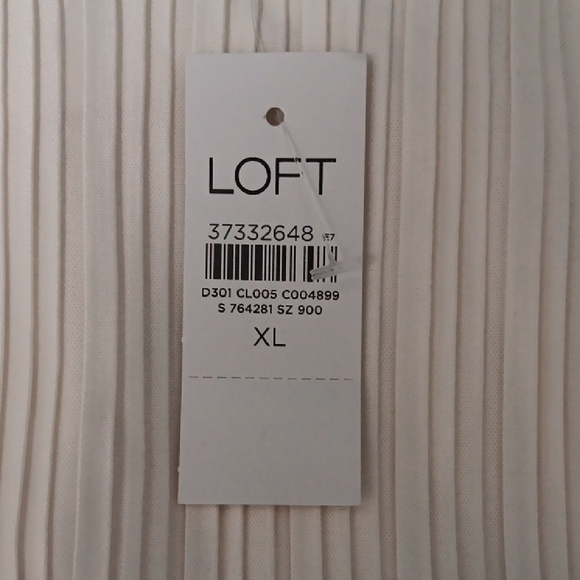 LOFT
37332648
D301 CL005 C004899
S 764281 SZ 900
XL